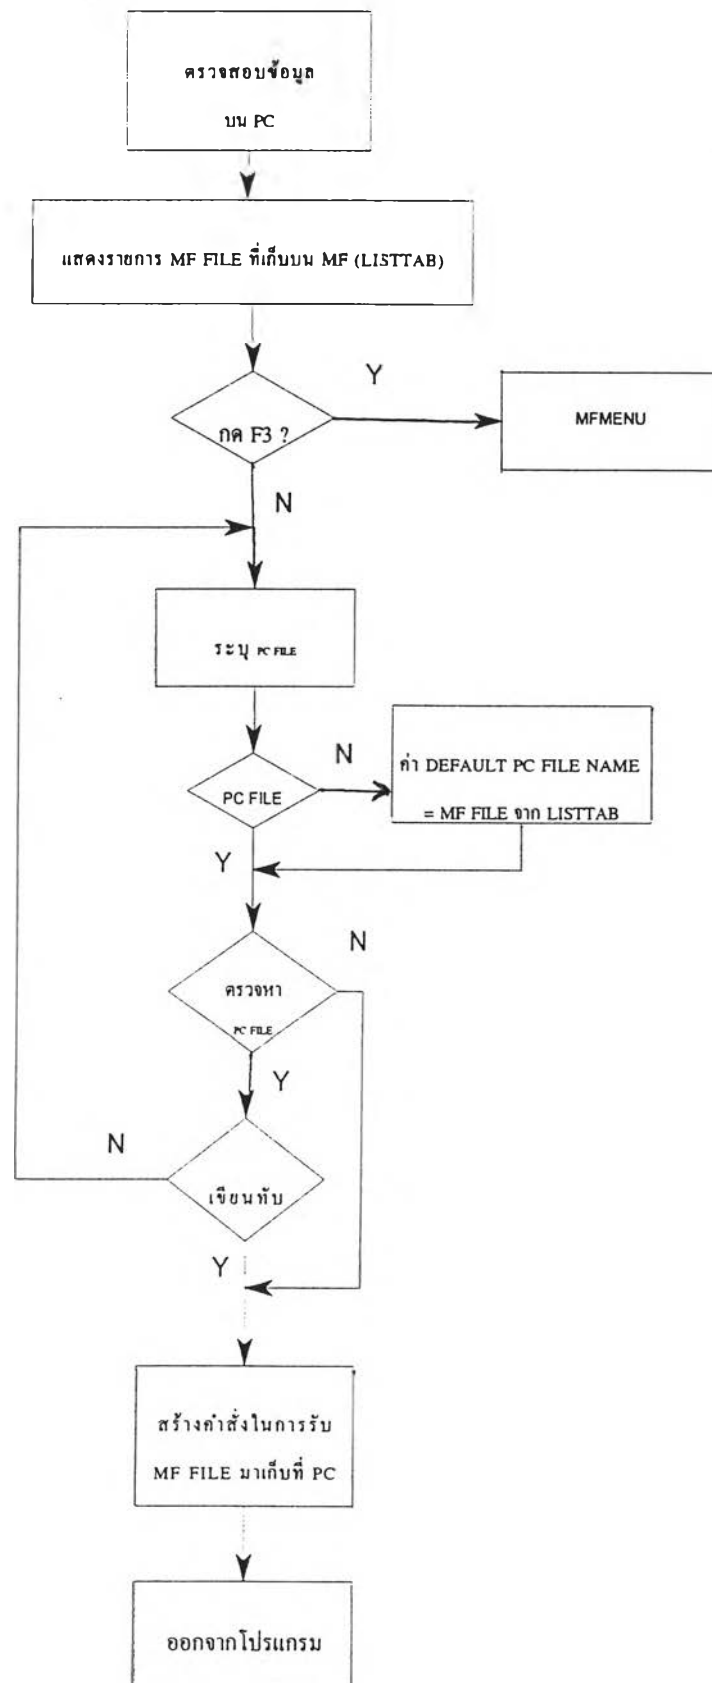 ตรวจสอบข้อมูล
บน PC
แสดงรายการ MF FILE ที่เก็บบน MF (LISTTAB)
Y
กด F3 ?
MFMENU
N
ระบุ PC FILE
N
PC FILE
ค่า DEFAULT PC FILE NAME
= MF FILE จาก LISTTAB
Y
N
ตรวจหา
PC FILE
Y
N
เขียนทับ
Y
สร้างคำสั่งในการรับ
MF FILE มาเก็บที่ PC
ออกจากโปรแกรม